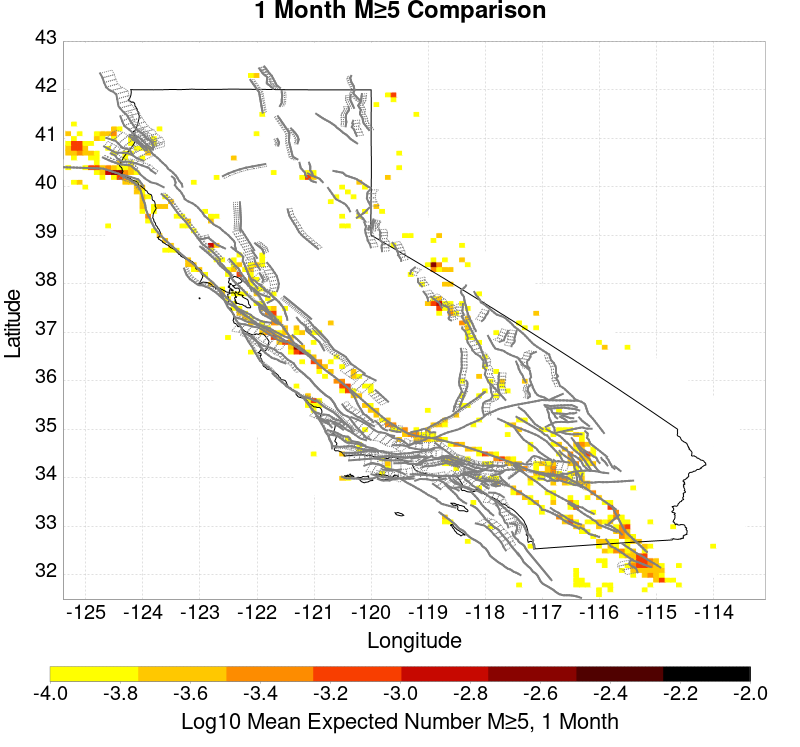 1 Month M≥5 Comparison
43
42
41
40
39
38
37
36
35
34
33
32
Latitude
-125 -124 -123 -122 -121 -120 -119 -118 -117 -116 -115 -114
Longitude
-4.0 -3.8 -3.6 -3.4 -3.2 -3.0 -2.8 -2.6 -2.4 -2.2 -2.0
Log10 Mean Expected Number M≥5, 1 Month